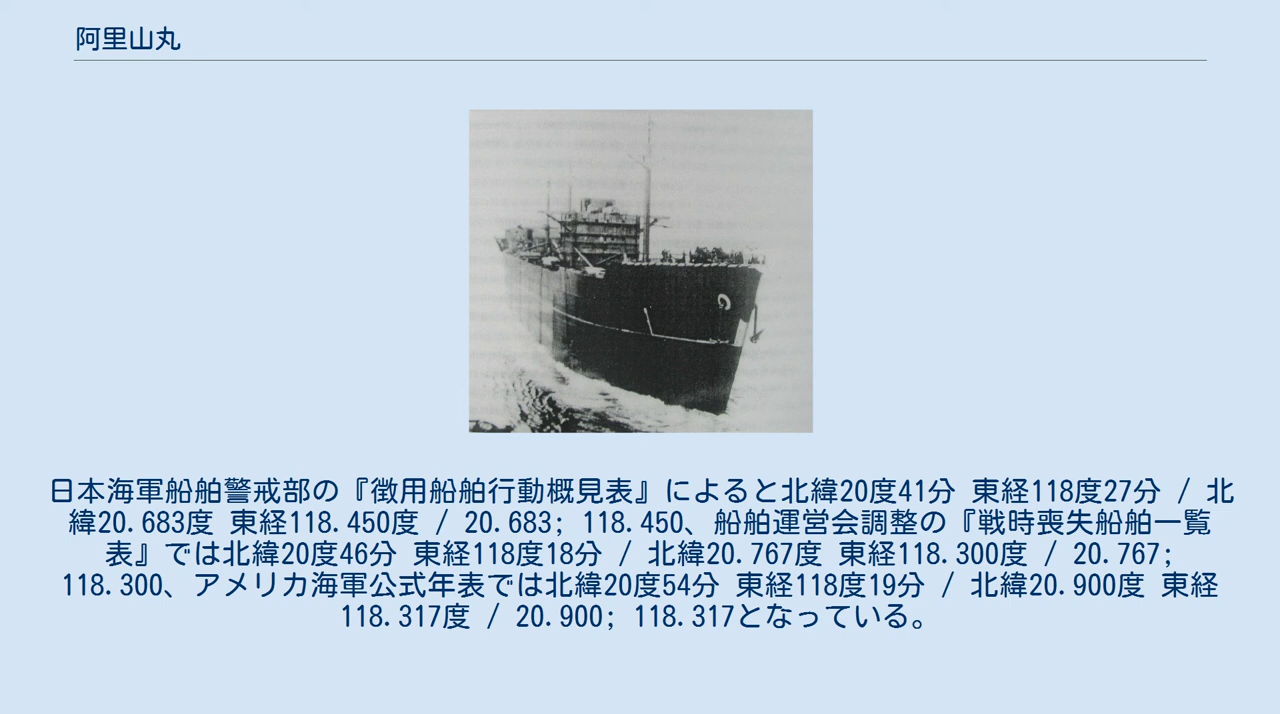 阿里山丸
日本海軍船舶警戒部の『徴用船舶行動概見表』によると北緯20度41分 東経118度27分 / 北
緯20.683度 東経118.450度 / 20.683; 118.450、船舶運営会調整の『戦時喪失船舶一覧
表』では北緯20度46分 東経118度18分 / 北緯20.767度 東経118.300度 / 20.767;
118.300、アメリカ海軍公式年表では北緯20度54分 東経118度19分 / 北緯20.900度 東経
118.317度 / 20.900; 118.317となっている。